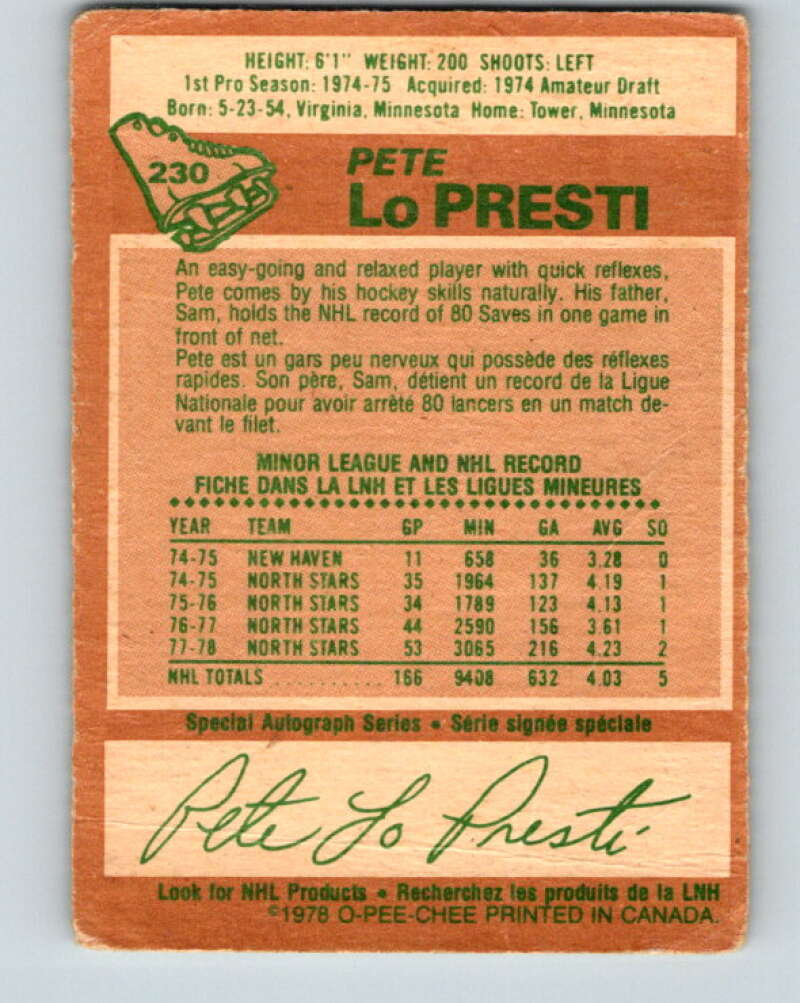 HEIGHT: 6'1" WEIGHT: 200 SHOOTS: LEFT
1st Pro Season: 1974-75 Acquired: 1974 Amateur Draft
Born: 5-23-54, Virginia, Minnesota Home: Tower, Minnesota
230
PETE
Lo PRESTI
An easy-going and relaxed player with quick reflexes,
Pete comes by his hockey skills naturally. His father,
Sam, holds the NHL record of 80 Saves in one game in
front of net.
Pete est un gars peu nerveux qui possède des réflexes
rapides. Son père, Sam, détient un record de la Ligue
Nationale pour avoir arrêté 80 lancers en un match de-
vant le filet.
MINOR LEAGUE AND NHL RECORD
FICHE DANS LA LNH ET LES LIGUES MINEURES
YEAR TEAM GP MIN GA AVG SO
74-75 NEW HAVEN 11 658 36 3.28 0
74-75 NORTH STARS 35 1964 137 4.19 1
75-76 NORTH STARS 34 1789 123 4.13 1
76-77 NORTH STARS 44 2590 156 3.61 1
77-78 NORTH STARS 53 3065 216 4.23 2
NHL TOTALS .......... 166 9408 632 4.03 5
Special Autograph Series • Série signée spéciale
Pete Lo Presti
Look for NHL Products • Recherchez les produits de la LNH
©1978 O-PEE-CHEE PRINTED IN CANADA.